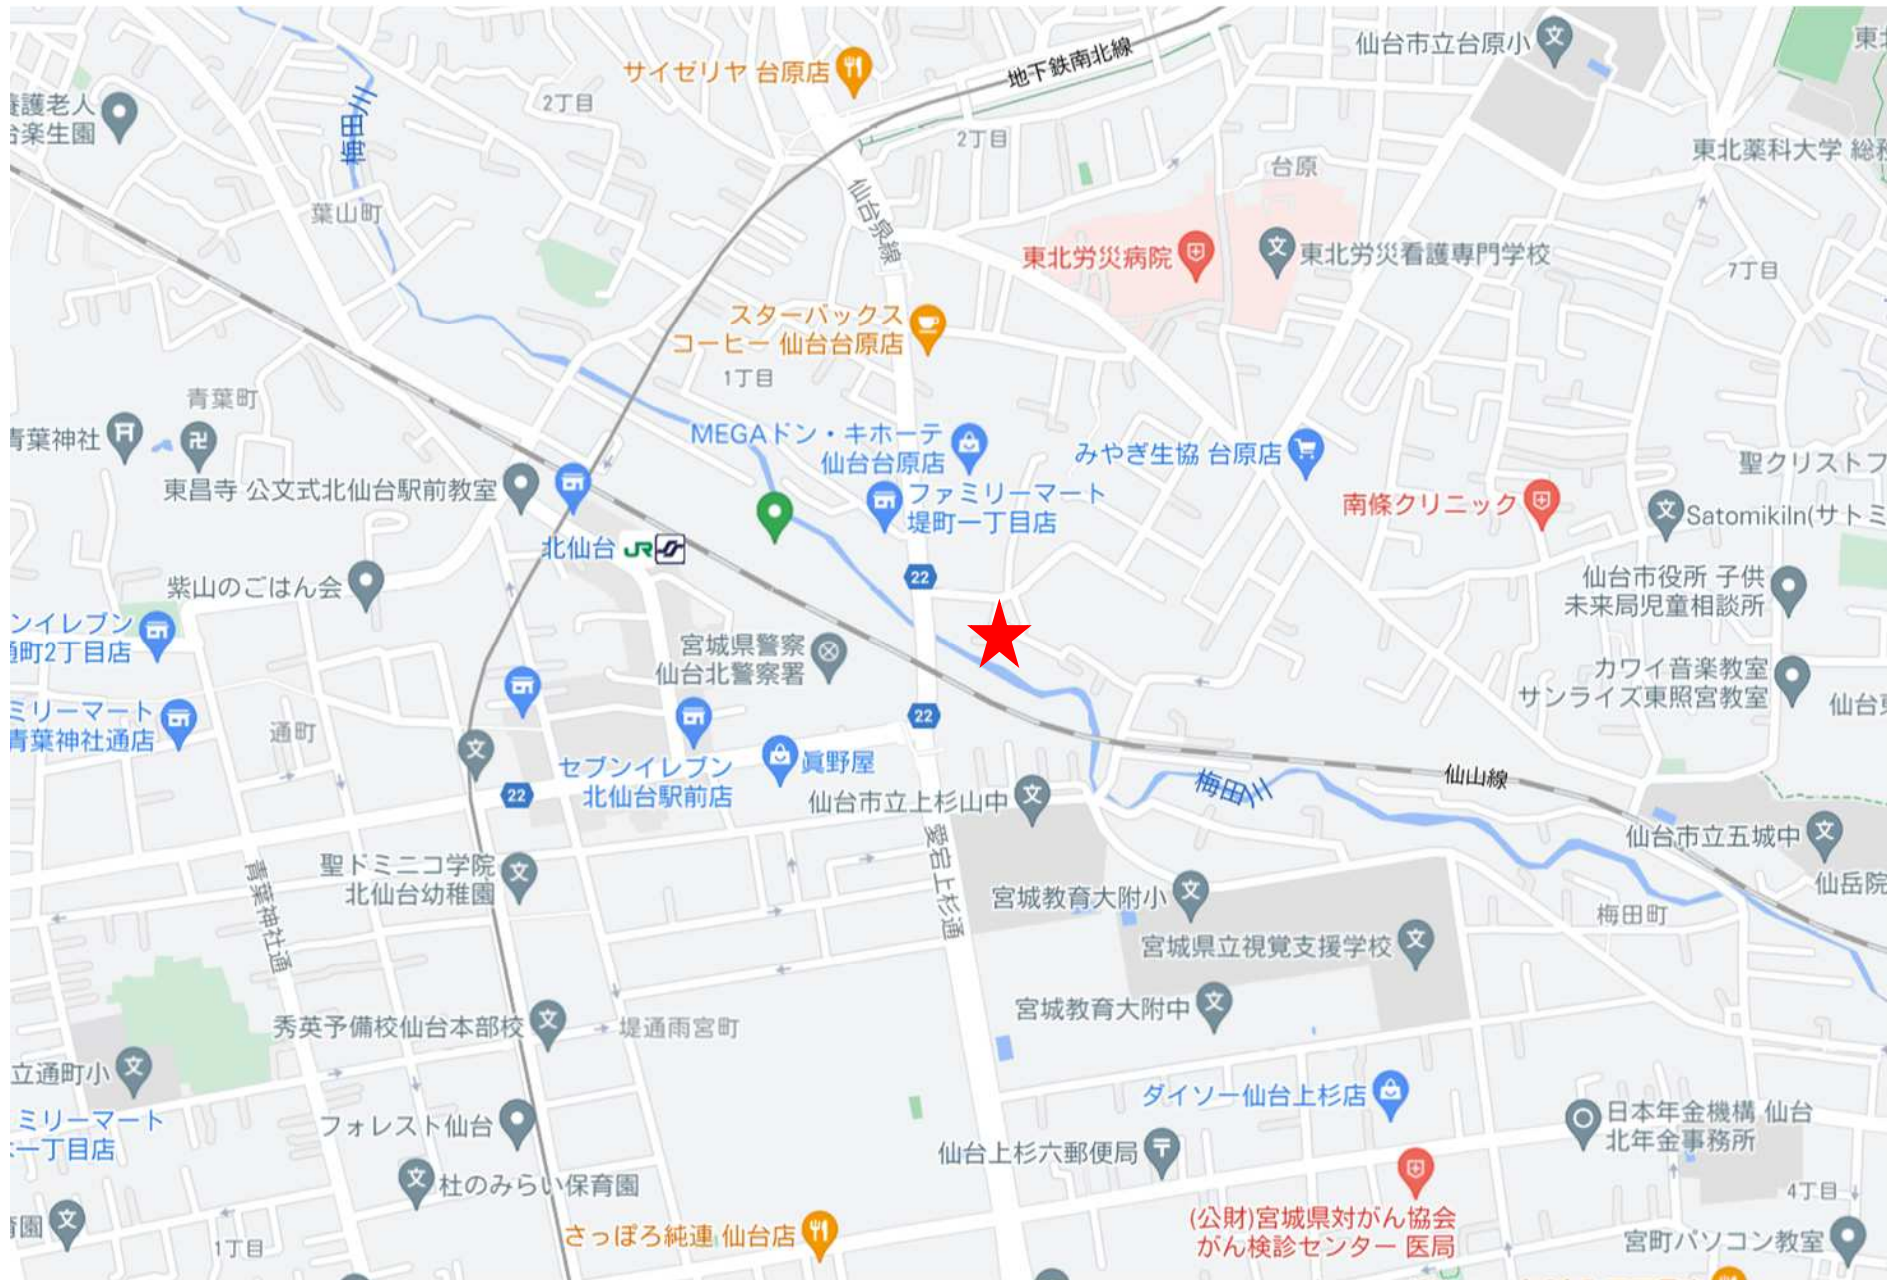 サイゼリヤ 台原店
地下鉄南北線
仙台市立台原小
養護老人
台楽生園
梅田川
2丁目
2丁目
台原
東北薬科大学 総務
葉山町
仙台泉線
東北労災病院
東北労災看護専門学校
7丁目
スターバックス
コーヒー 仙台台原店
1丁目
青葉町
青葉神社
東昌寺
公文式北仙台駅前教室
MEGAドン・キホーテ
仙台台原店
ファミリーマート
堤町一丁目店
みやぎ生協 台原店
南條クリニック
聖クリストフ
Satomikiln(サトミ
北仙台
JR
22
紫山のごはん会
仙台市役所 子供
未来局児童相談所
ンイレブン
通町2丁目店
宮城県警察
仙台北警察署
カワイ音楽教室
サンライズ東照宮教室
仙台東
ミリーマート
青葉神社通店
通町
22
セブンイレブン
北仙台駅前店
眞野屋
22
仙台市立上杉山中
梅田川
仙山線
仙台市立五城中
愛宕上杉通
聖ドミニコ学院
北仙台幼稚園
青葉神社通
宮城教育大附小
仙岳院
梅田町
宮城県立視覚支援学校
宮城教育大附中
秀英予備校仙台本部校
堤通雨宮町
立通町小
ダイソー仙台上杉店
日本年金機構 仙台
北年金事務所
ミリーマート
一丁目店
フォレスト仙台
仙台上杉六郵便局
杜のみらい保育園
4丁目
育園
1丁目
さっぽろ純連 仙台店
(公財)宮城県対がん協会
がん検診センター 医局
宮町パソコン教室